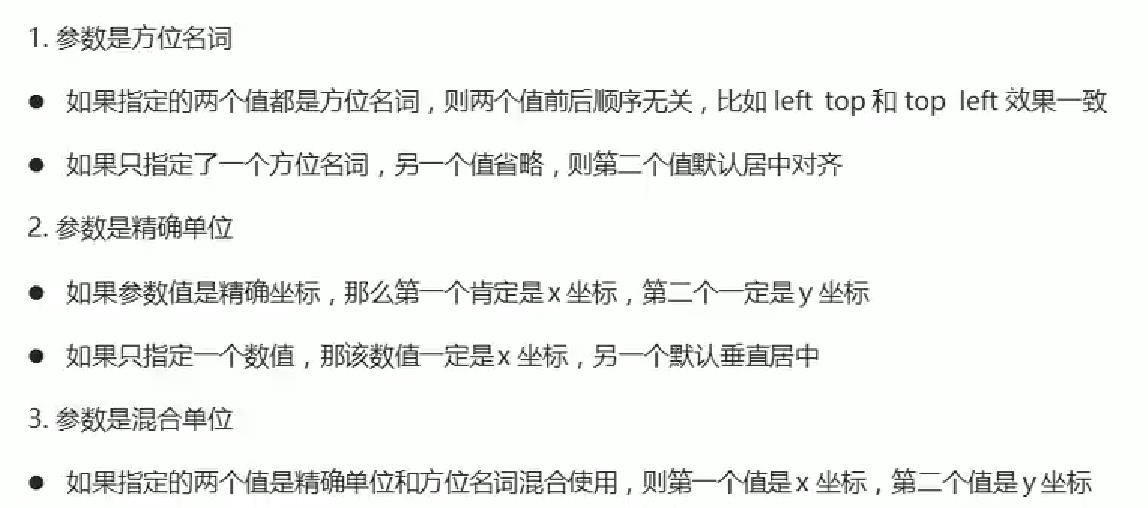 1. 参数是方位名词
● 如果指定的两个值都是方位名词，则两个值前后顺序无关，比如 left top 和 top left 效果一致
● 如果只指定了一个方位名词，另一个值省略，则第二个值默认居中对齐
2. 参数是精确单位
● 如果参数值是精确坐标，那么第一个肯定是 x 坐标，第二个一定是 y 坐标
● 如果只指定一个数值，那该数值一定是 x 坐标，另一个默认垂直居中
3. 参数是混合单位
● 如果指定的两个值是精确单位和方位名词混合使用，则第一个值是 x 坐标，第二个值是 y 坐标